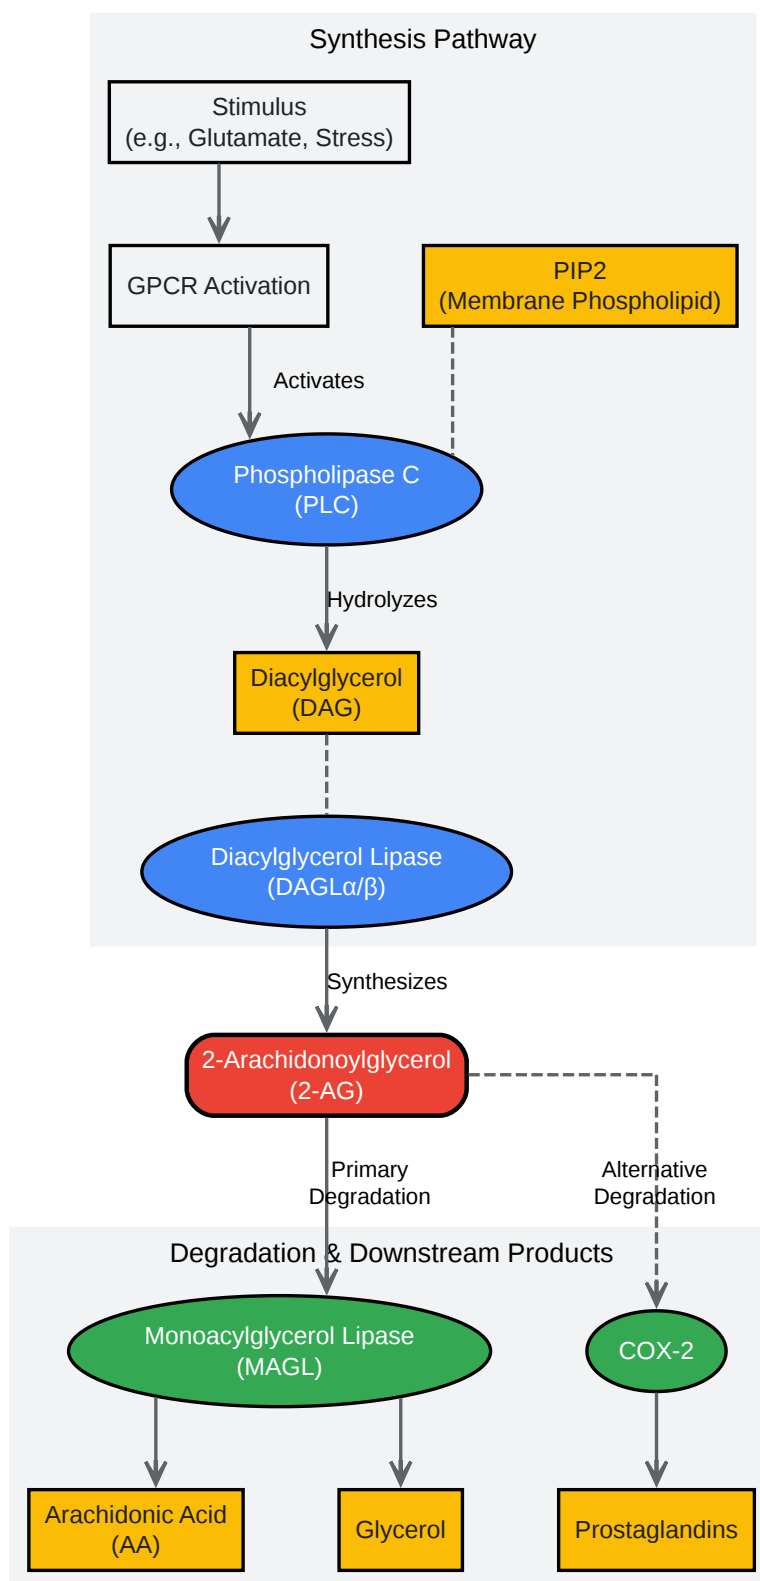 Synthesis Pathway
Stimulus
(e.g., Glutamate, Stress)
GPCR Activation
PIP2
(Membrane Phospholipid)
Activates
Phospholipase C
(PLC)
Hydrolyzes
Diacylglycerol
(DAG)
Diacylglycerol Lipase
(DAGLα/β)
Synthesizes
2-Arachidonoylglycerol
(2-AG)
Primary
Degradation
Alternative
Degradation
Degradation & Downstream Products
Monoacylglycerol Lipase
(MAGL)
COX-2
Arachidonic Acid
(AA)
Glycerol
Prostaglandins